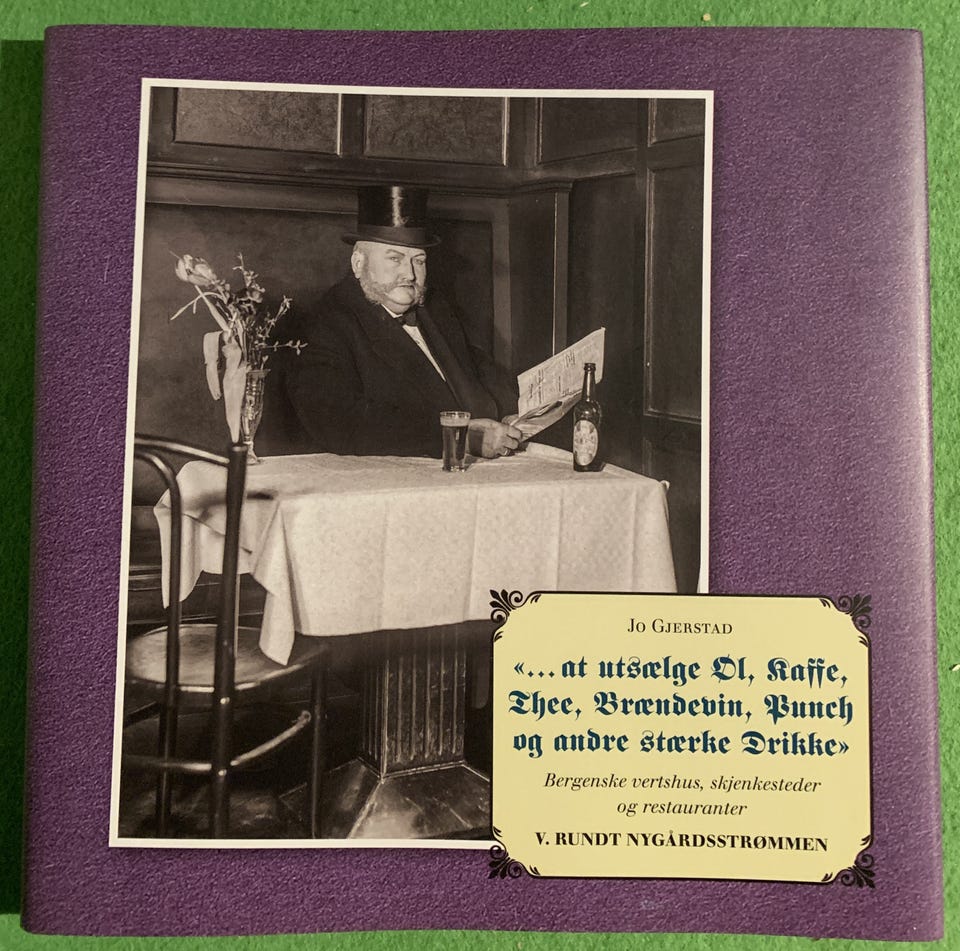 Jo Gjerstad
«...at utsælge Øl, Kaffe,
Thee, Brændevin, Punch
og andre stærke Drikke»
Bergenske vertshus, skjenkesteder
og restauranter
V. RUNDT NYGÅRDSSTRØMMEN